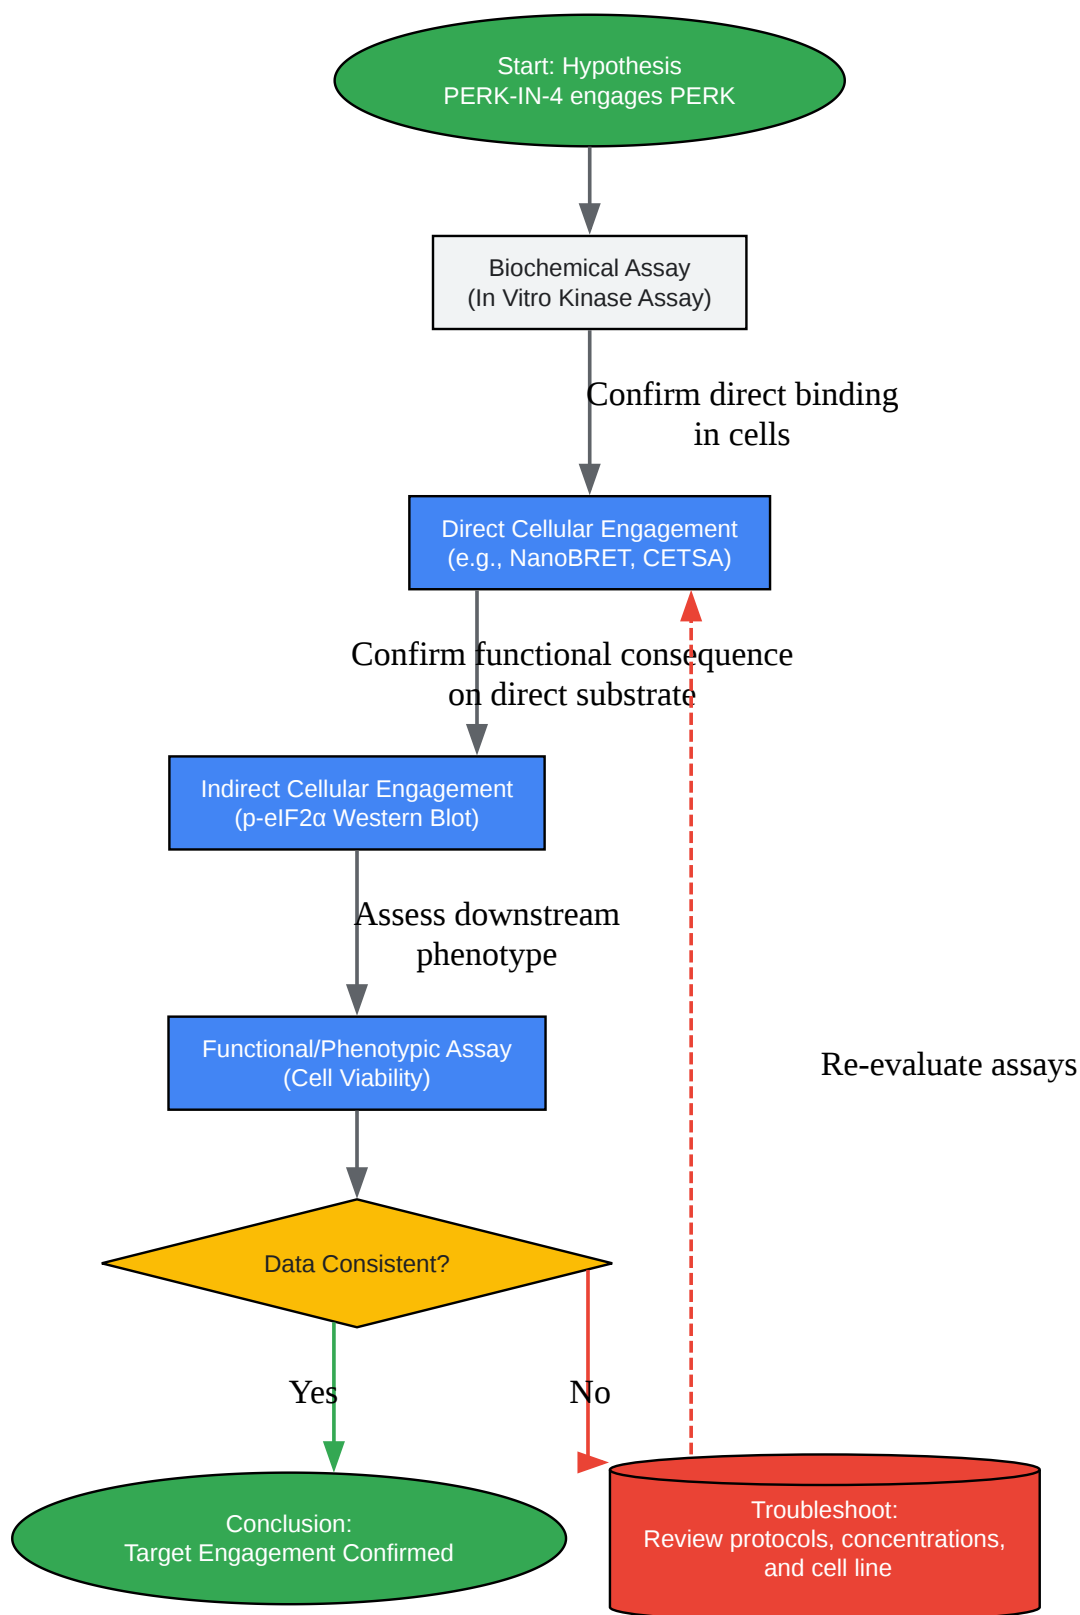 Start: Hypothesis
PERK-IN-4 engages PERK
Biochemical Assay
(In Vitro Kinase Assay)
Confirm direct binding
in cells
Direct Cellular Engagement
(e.g., NanoBRET, CETSA)
Confirm functional consequence
on direct substrate
Indirect Cellular Engagement
(p-eIF2α Western Blot)
Assess downstream
phenotype
Functional/Phenotypic Assay
(Cell Viability)
Re-evaluate assays
Data Consistent?
Yes
No
Conclusion:
Target Engagement Confirmed
Troubleshoot:
Review protocols, concentrations,
and cell line